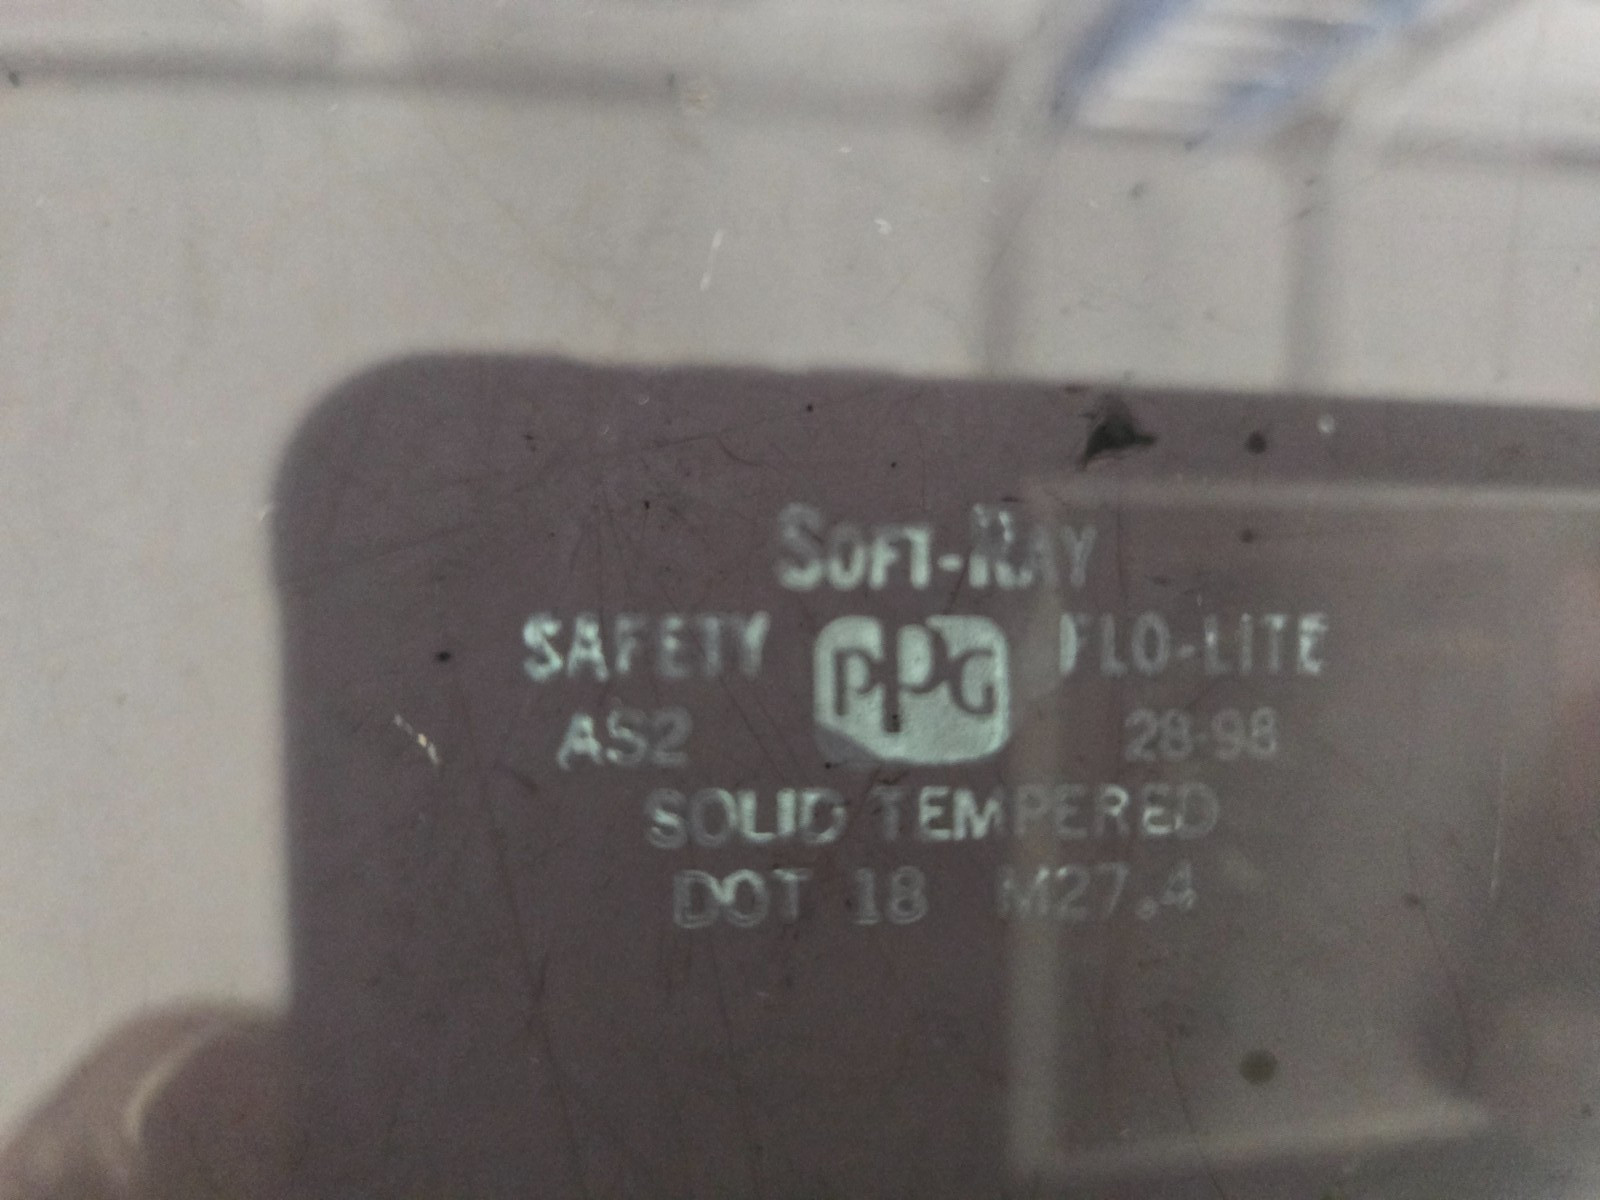 SOFT-RAY
SAFETY PPG FLO-LITE
AS2 28-98
SOLID TEMPERED
DOT 18 M27.4